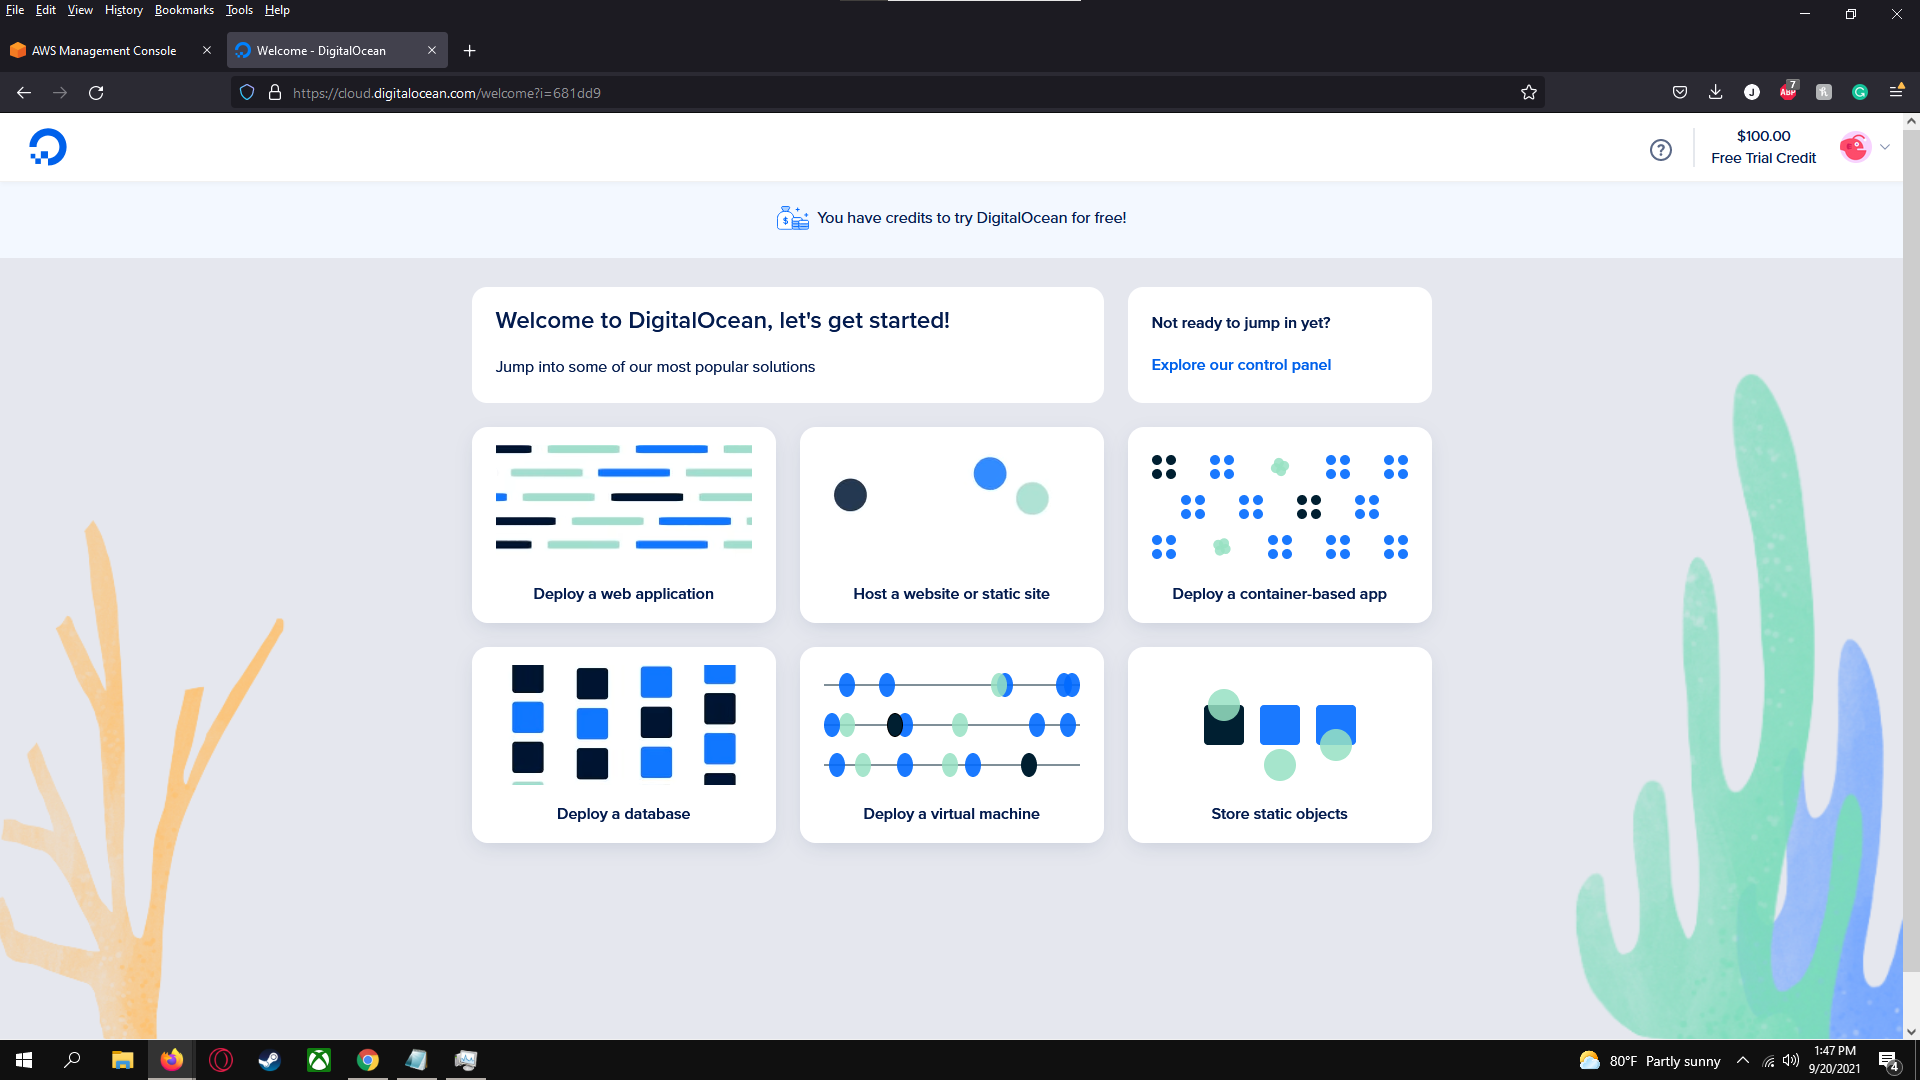 File Edit View History Bookmarks Tools Help
AWS Management Console
Welcome - DigitalOcean
https://cloud.digitalocean.com/welcome?i=681dd9
J
ABP
7
$100.00
Free Trial Credit
You have credits to try DigitalOcean for free!
Welcome to DigitalOcean, let's get started!
Jump into some of our most popular solutions
Not ready to jump in yet?
Explore our control panel
Deploy a web application
Host a website or static site
Deploy a container-based app
Deploy a database
Deploy a virtual machine
Store static objects
80°F Partly sunny
1:47 PM
9/20/2021
4